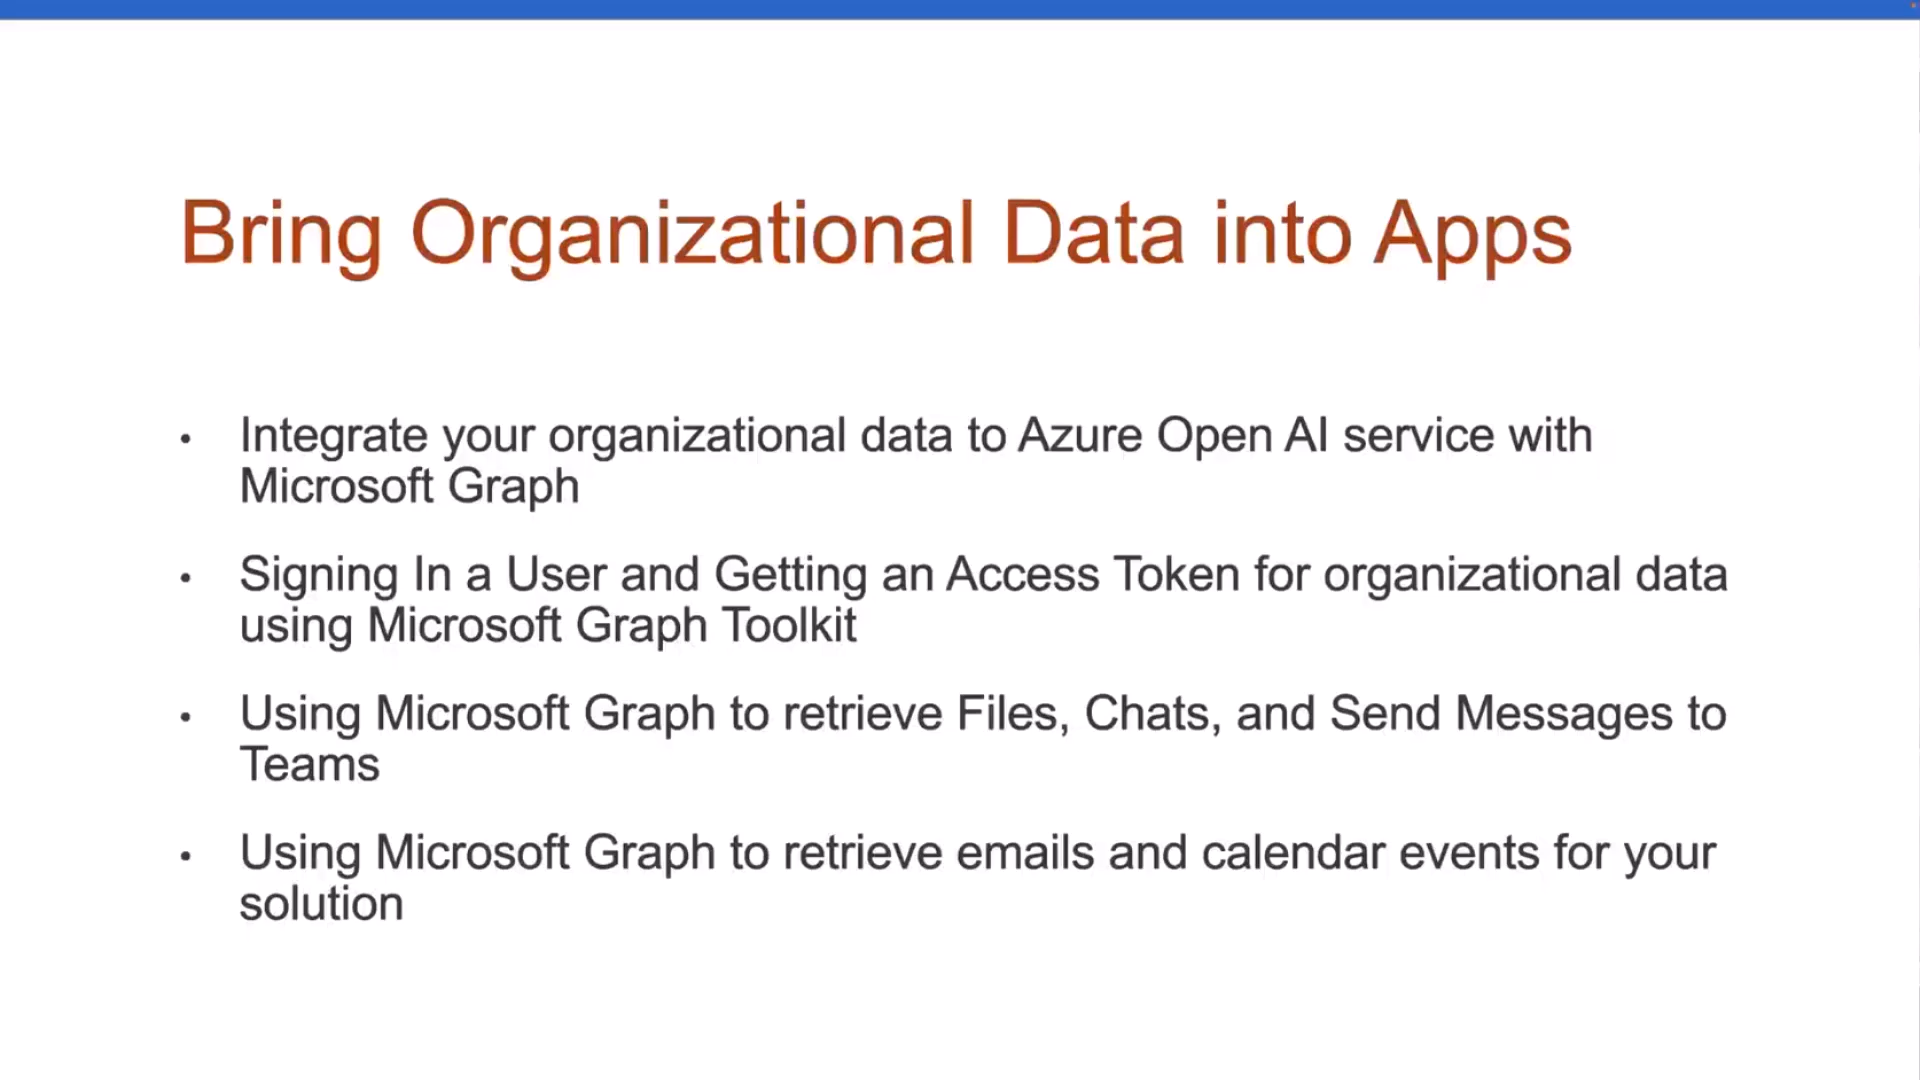 Bring Organizational Data into Apps
• Integrate your organizational data to Azure Open AI service with
Microsoft Graph
• Signing In a User and Getting an Access Token for organizational data
using Microsoft Graph Toolkit
• Using Microsoft Graph to retrieve Files, Chats, and Send Messages to
Teams
• Using Microsoft Graph to retrieve emails and calendar events for your
solution